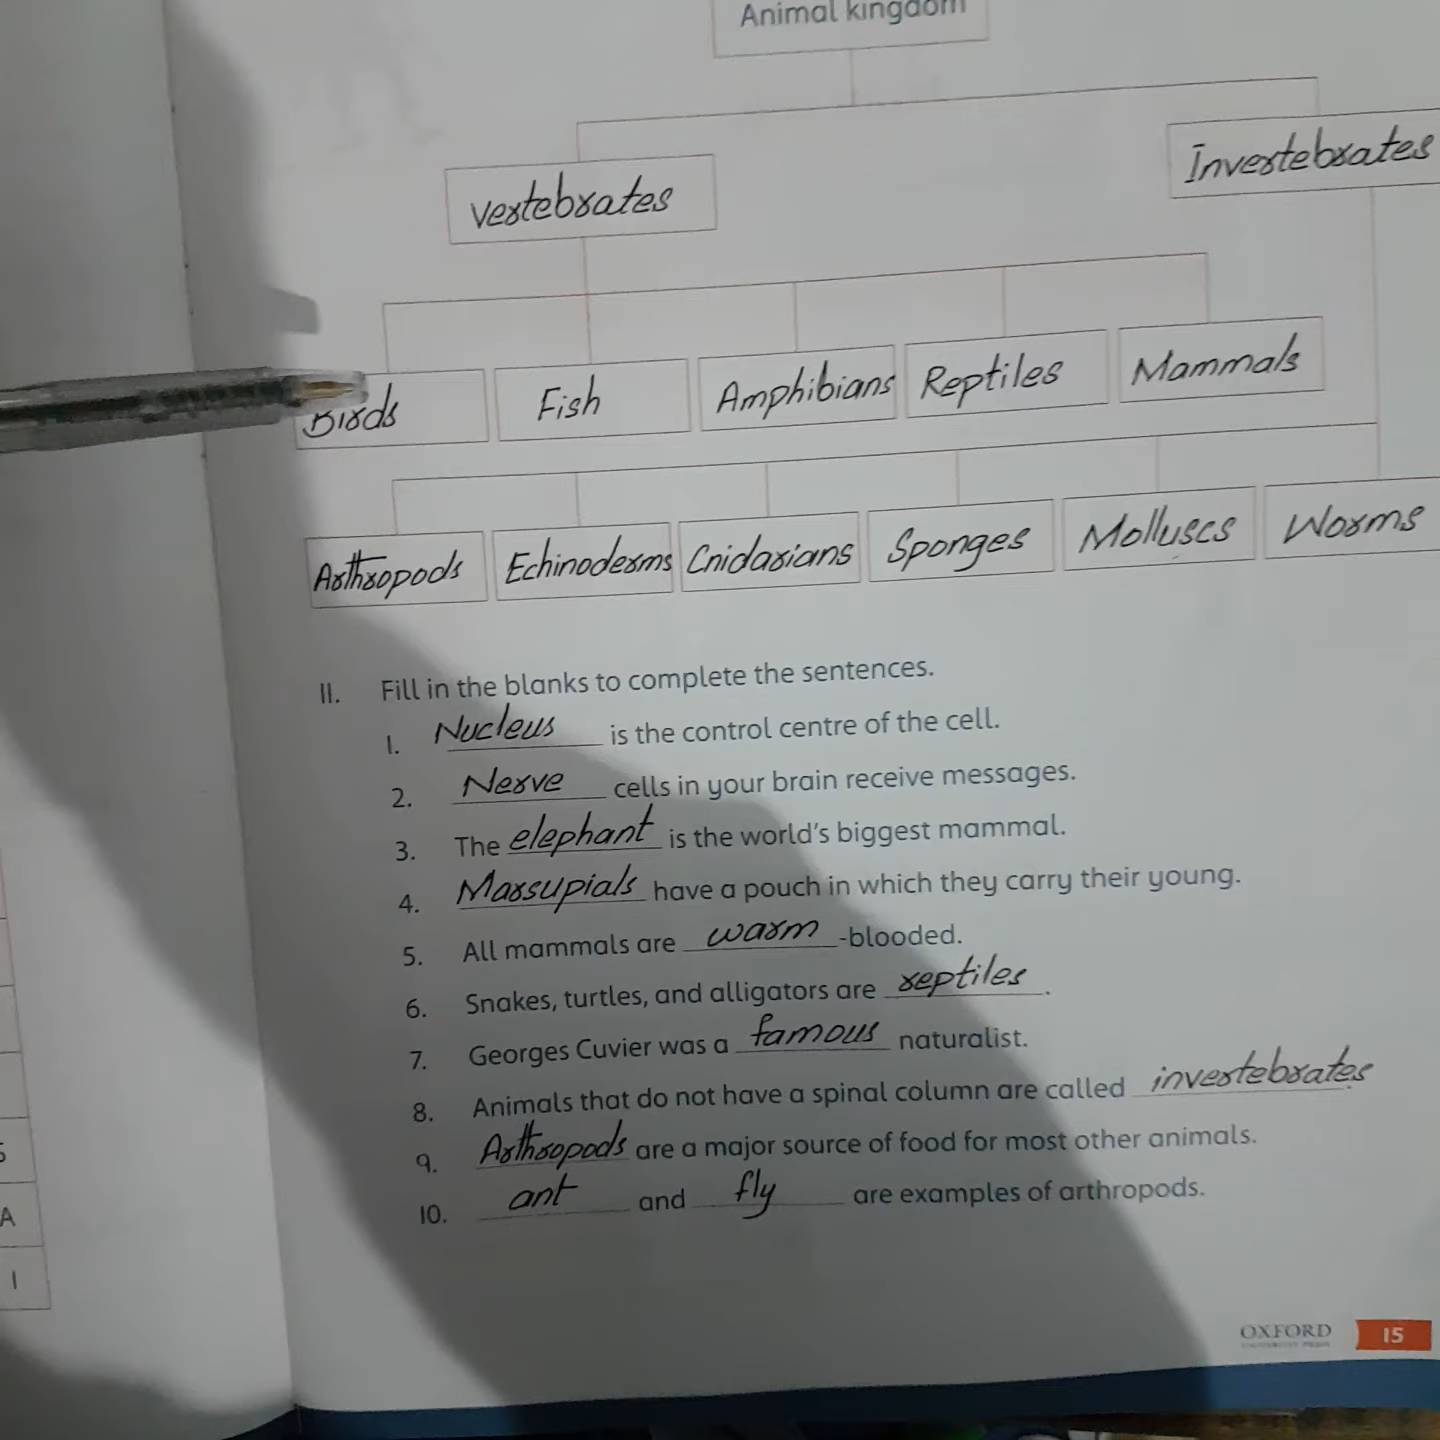 Animal kingdom
Vertebrates
Invertebrates
Birds
Fish
Amphibians
Reptiles
Mammals
Arthropods
Echinoderms
Cnidarians
Sponges
Molluscs
Worms
II. Fill in the blanks to complete the sentences.
1. Nucleus is the control centre of the cell.
2. Nerve cells in your brain receive messages.
3. The elephant is the world's biggest mammal.
4. Marsupials have a pouch in which they carry their young.
5. All mammals are warm -blooded.
6. Snakes, turtles, and alligators are reptiles.
7. Georges Cuvier was a famous naturalist.
8. Animals that do not have a spinal column are called invertebrates.
9. Arthropods are a major source of food for most other animals.
10. ant and fly are examples of arthropods.
A
I
OXFORD
15